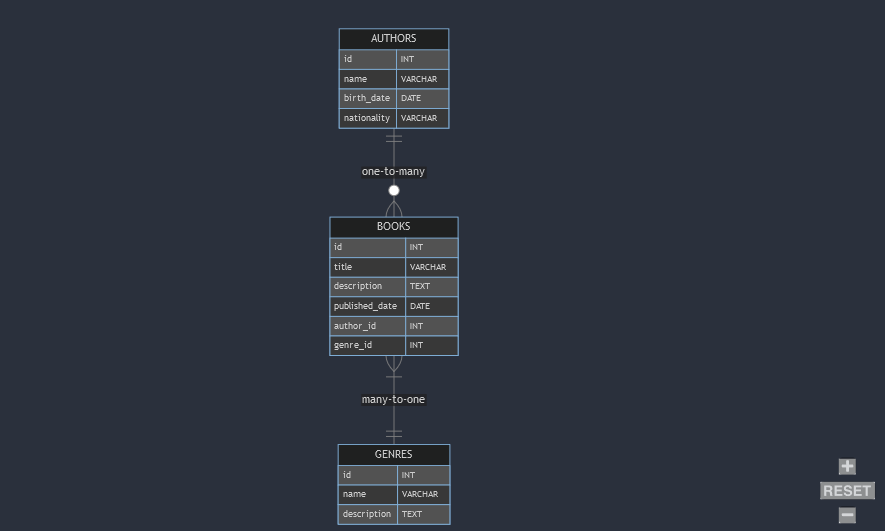 AUTHORS
id INT
name VARCHAR
birth_date DATE
nationality VARCHAR
one-to-many
BOOKS
id INT
title VARCHAR
description TEXT
published_date DATE
author_id INT
genre_id INT
many-to-one
GENRES
id INT
name VARCHAR
description TEXT
+
RESET
−